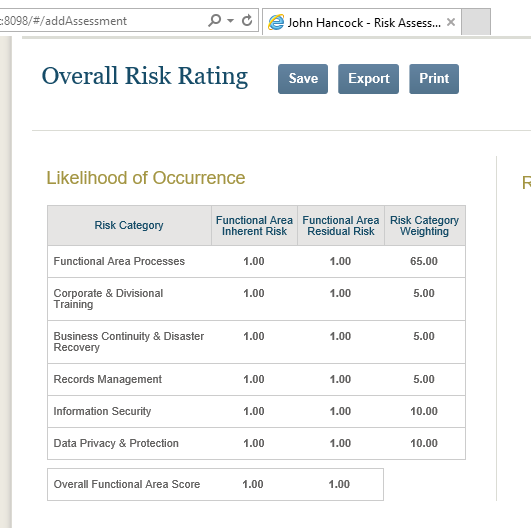 :8098/#/addAssessment
John Hancock - Risk Assess...
Overall Risk Rating
Save
Export
Print
Likelihood of Occurrence
Risk Category
Functional Area
Inherent Risk
Functional Area
Residual Risk
Risk Category
Weighting
Functional Area Processes 1.00 1.00 65.00
Corporate & Divisional 1.00 1.00 5.00
Training
Business Continuity & Disaster 1.00 1.00 5.00
Recovery
Records Management 1.00 1.00 5.00
Information Security 1.00 1.00 10.00
Data Privacy & Protection 1.00 1.00 10.00
Overall Functional Area Score 1.00 1.00